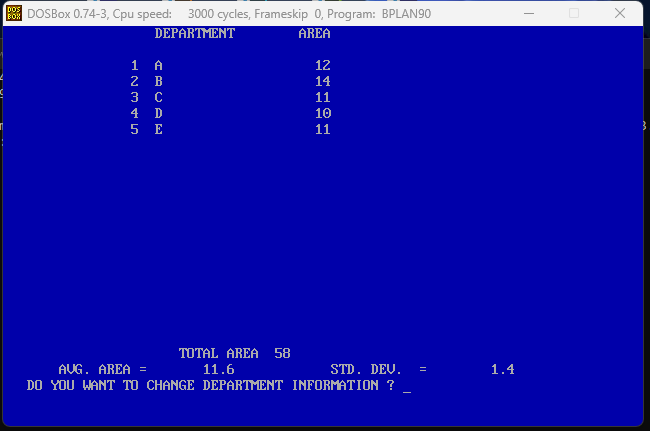 DOSBox 0.74-3, Cpu speed: 3000 cycles, Frameskip 0, Program: BPLAN90
DEPARTMENT AREA
1 A 12
2 B 14
3 C 11
4 D 10
5 E 11
TOTAL AREA 58
AVG. AREA = 11.6 STD. DEV. = 1.4
DO YOU WANT TO CHANGE DEPARTMENT INFORMATION ? _